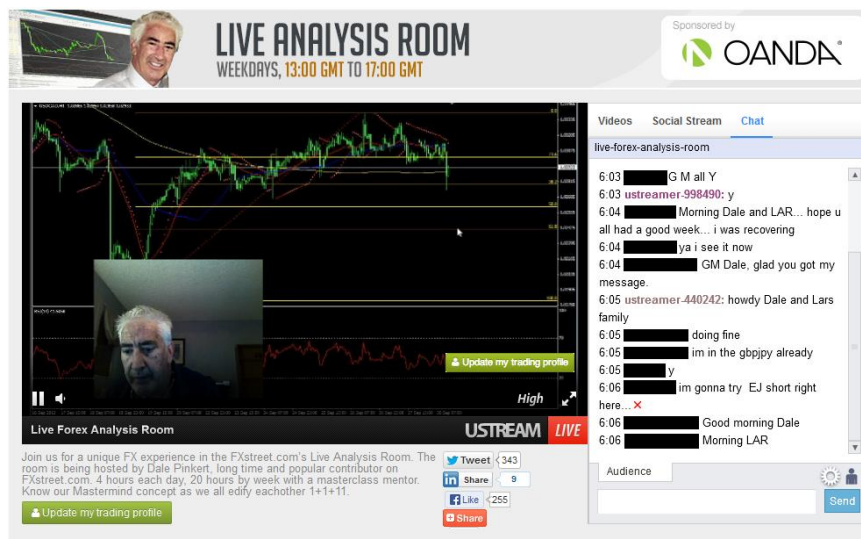 LIVE ANALYSIS ROOM
WEEKDAYS, 13:00 GMT TO 17:00 GMT
Sponsored by
OANDA
High
Update my trading profile
Live Forex Analysis Room
USTREAM LIVE
Join us for a unique FX experience in the FXstreet.com's Live Analysis Room. The
room is being hosted by Dale Pinkert, long time and popular contributor on
FXstreet.com. 4 hours each day, 20 hours by week with a masterclass mentor.
Know our Mastermind concept as we all edify eachother 1+1+11.
Update my trading profile
Tweet 343
Share 9
Like 255
Share
Videos Social Stream Chat
live-forex-analysis-room
6:03 G M all Y
6:03 ustreamer-998490: y
6:04 Morning Dale and LAR... hope u
all had a good week... i was recovering
6:04 ya i see it now
6:04 GM Dale, glad you got my
message.
6:05 ustreamer-440242: howdy Dale and Lars
family
6:05 doing fine
6:05 im in the gbpjpy already
6:05 y
6:06 im gonna try EJ short right
here...
6:06 Good morning Dale
6:06 Morning LAR
Audience
Send